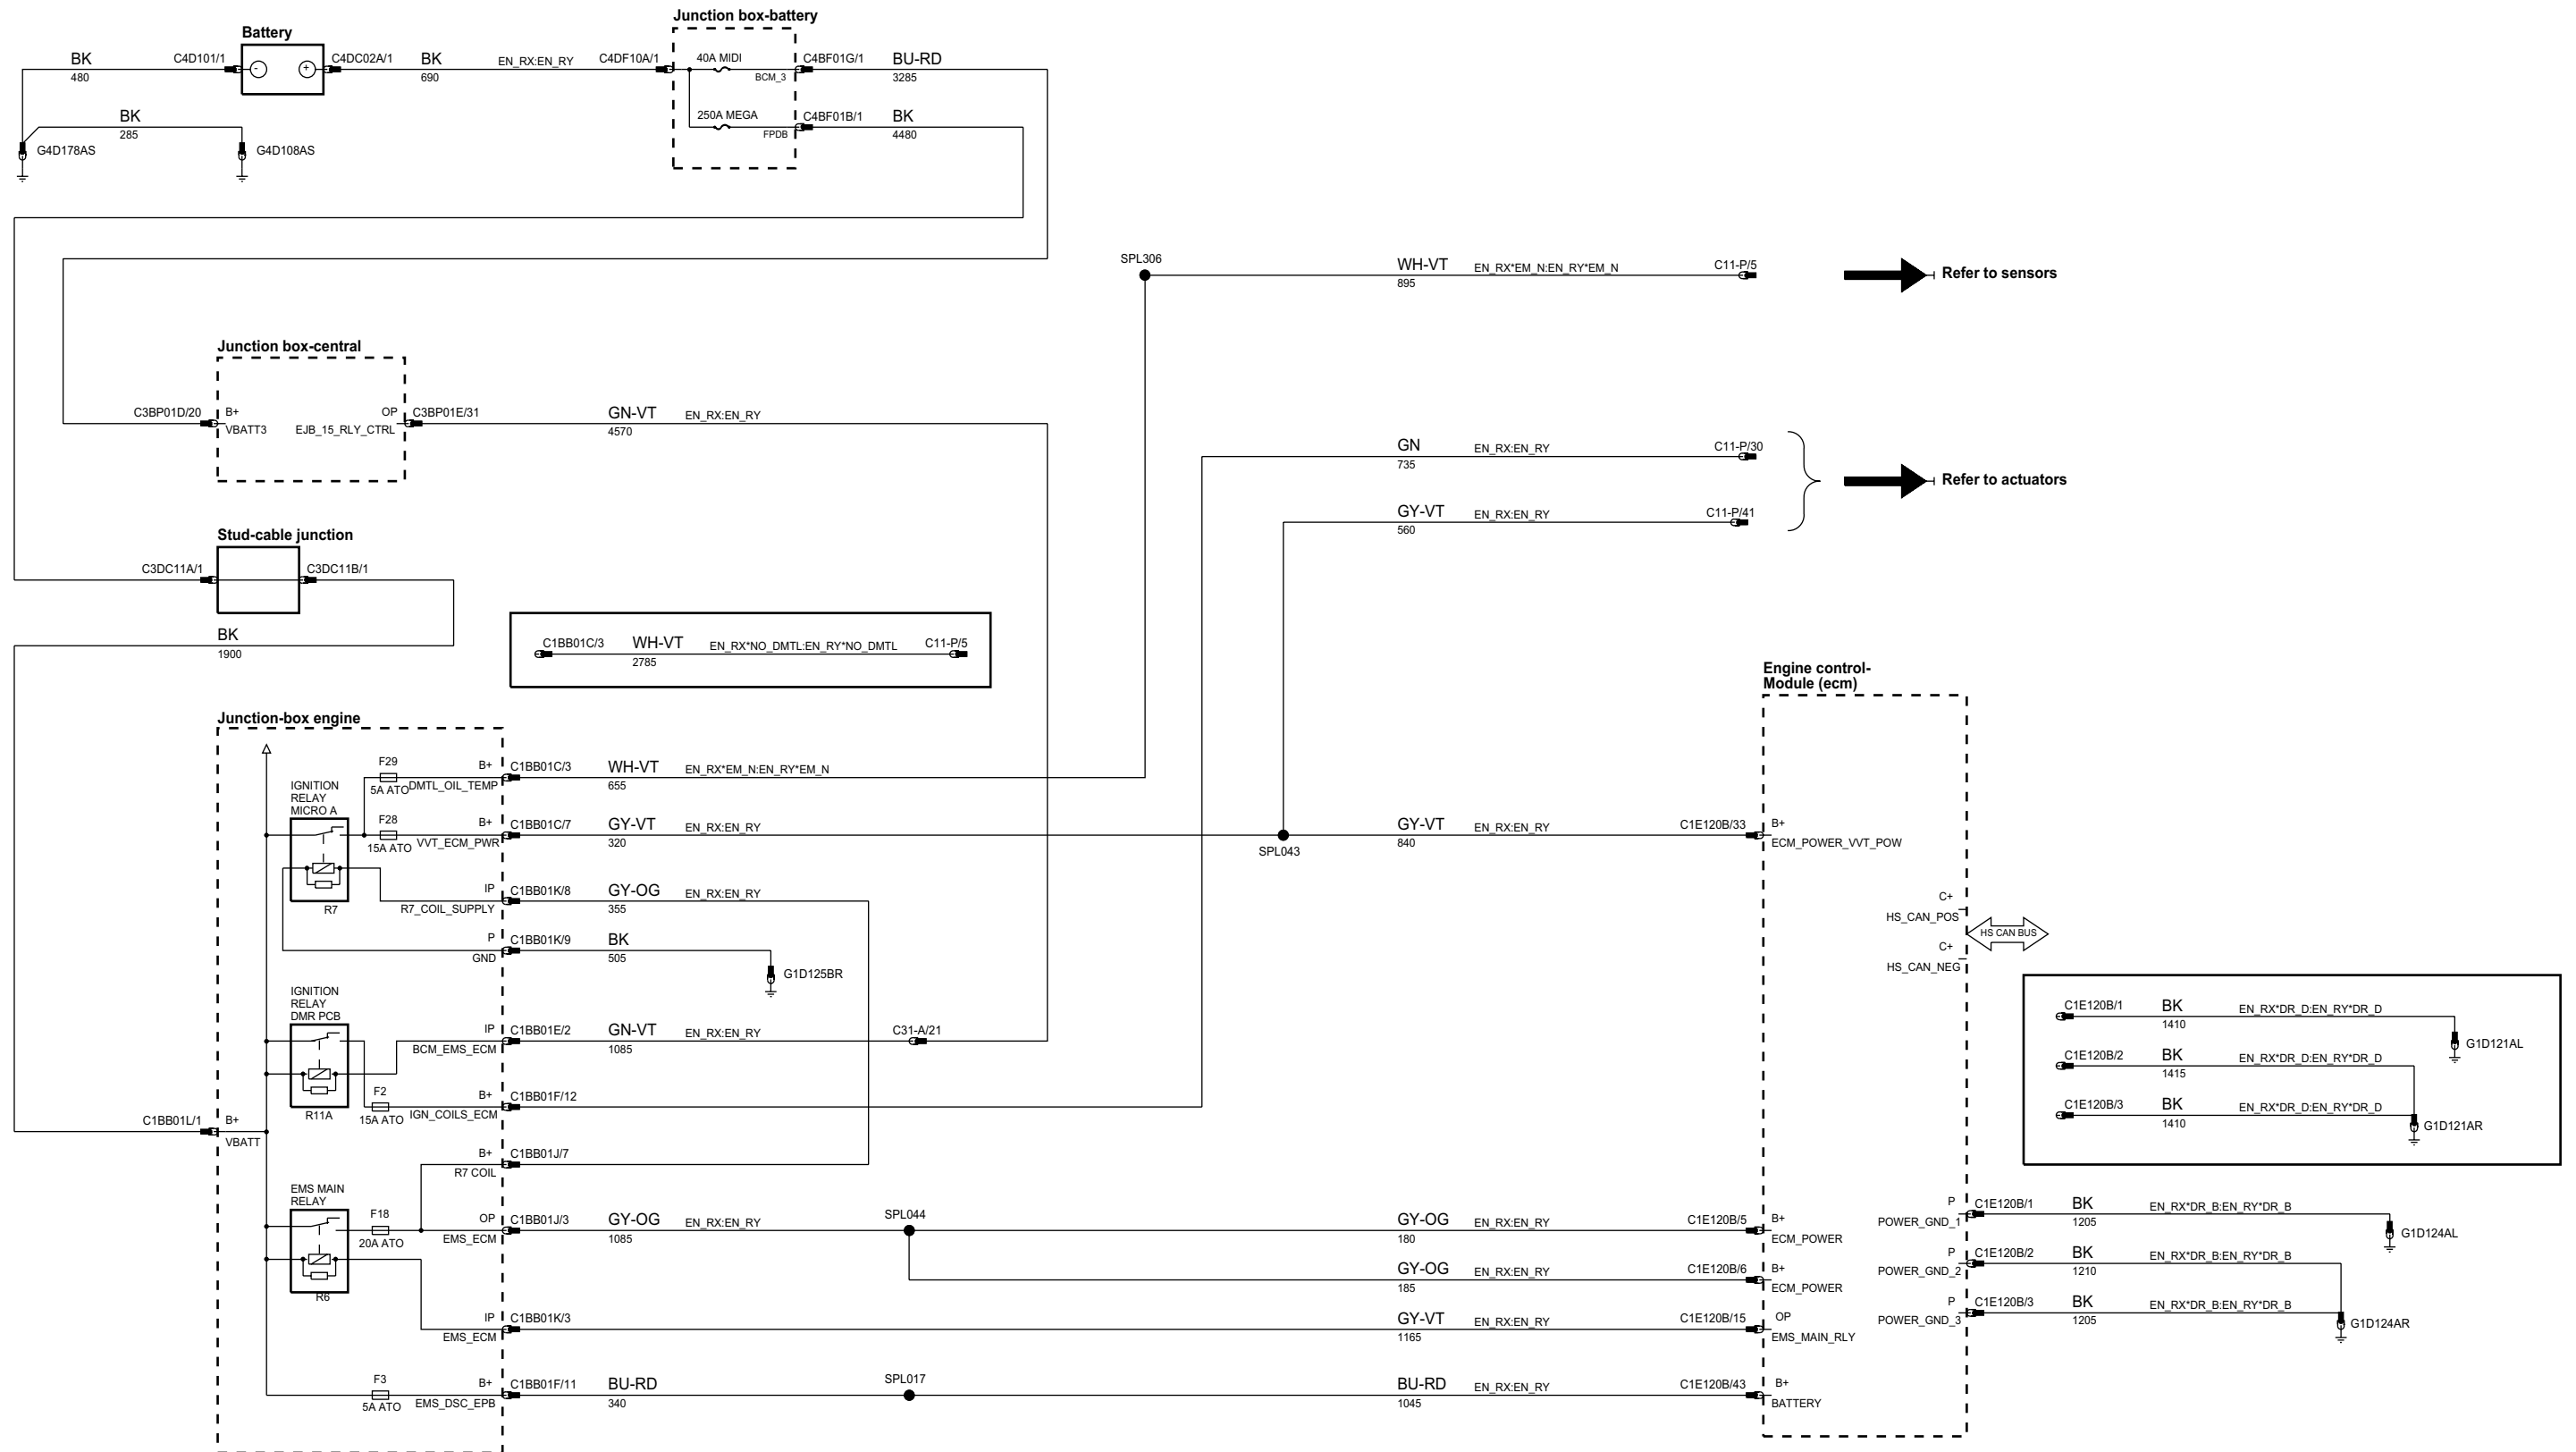 Battery
Junction box-battery
BK
480
C4D101/1
-
+
C4DC02A/1
BK
690
EN_RX:EN_RY
C4DF10A/1
40A MIDI
BCM_3
C4BF01G/1
BU-RD
3285
BK
285
G4D178AS
G4D108AS
250A MEGA
FPDB
C4BF01B/1
BK
4480
SPL306
WH-VT
895
EN_RX*EM_N:EN_RY*EM_N
C11-P/5
Refer to sensors
Junction box-central
C3BP01D/20
B+
VBATT3
OP
EJB_15_RLY_CTRL
C3BP01E/31
GN-VT
4570
EN_RX:EN_RY
GN
735
EN_RX:EN_RY
C11-P/30
Refer to actuators
GY-VT
560
EN_RX:EN_RY
C11-P/41
Stud-cable junction
C3DC11A/1
C3DC11B/1
BK
1900
C1BB01C/3
WH-VT
2785
EN_RX*NO_DMTL:EN_RY*NO_DMTL
C11-P/5
Engine control-
Module (ecm)
Junction-box engine
F29
5A ATO
B+
DMTL_OIL_TEMP
C1BB01C/3
WH-VT
655
EN_RX*EM_N:EN_RY*EM_N
IGNITION
RELAY
MICRO A
R7
F28
15A ATO
B+
VVT_ECM_PWR
C1BB01C/7
GY-VT
320
EN_RX:EN_RY
SPL043
GY-VT
840
EN_RX:EN_RY
C1E120B/33
B+
ECM_POWER_VVT_POW
IP
R7_COIL_SUPPLY
C1BB01K/8
GY-OG
355
EN_RX:EN_RY
P
GND
C1BB01K/9
BK
505
G1D125BR
C+
HS_CAN_POS
HS CAN BUS
C+
HS_CAN_NEG
IGNITION
RELAY
DMR PCB
R11A
IP
BCM_EMS_ECM
C1BB01E/2
GN-VT
1085
EN_RX:EN_RY
C31-A/21
F2
15A ATO
B+
IGN_COILS_ECM
C1BB01F/12
C1BB01L/1
B+
VBATT
B+
R7 COIL
C1BB01J/7
C1E120B/1
BK
1410
EN_RX*DR_D:EN_RY*DR_D
G1D121AL
C1E120B/2
BK
1415
EN_RX*DR_D:EN_RY*DR_D
C1E120B/3
BK
1410
EN_RX*DR_D:EN_RY*DR_D
G1D121AR
EMS MAIN
RELAY
R6
F18
20A ATO
OP
EMS_ECM
C1BB01J/3
GY-OG
1085
EN_RX:EN_RY
SPL044
GY-OG
180
EN_RX:EN_RY
C1E120B/5
B+
ECM_POWER
GY-OG
185
EN_RX:EN_RY
C1E120B/6
B+
ECM_POWER
P
POWER_GND_1
C1E120B/1
BK
1205
EN_RX*DR_B:EN_RY*DR_B
G1D124AL
P
POWER_GND_2
C1E120B/2
BK
1210
EN_RX*DR_B:EN_RY*DR_B
P
POWER_GND_3
C1E120B/3
BK
1205
EN_RX*DR_B:EN_RY*DR_B
G1D124AR
IP
EMS_ECM
C1BB01K/3
GY-VT
1165
EN_RX:EN_RY
C1E120B/15
OP
EMS_MAIN_RLY
F3
5A ATO
B+
EMS_DSC_EPB
C1BB01F/11
BU-RD
340
SPL017
BU-RD
1045
EN_RX:EN_RY
C1E120B/43
B+
BATTERY